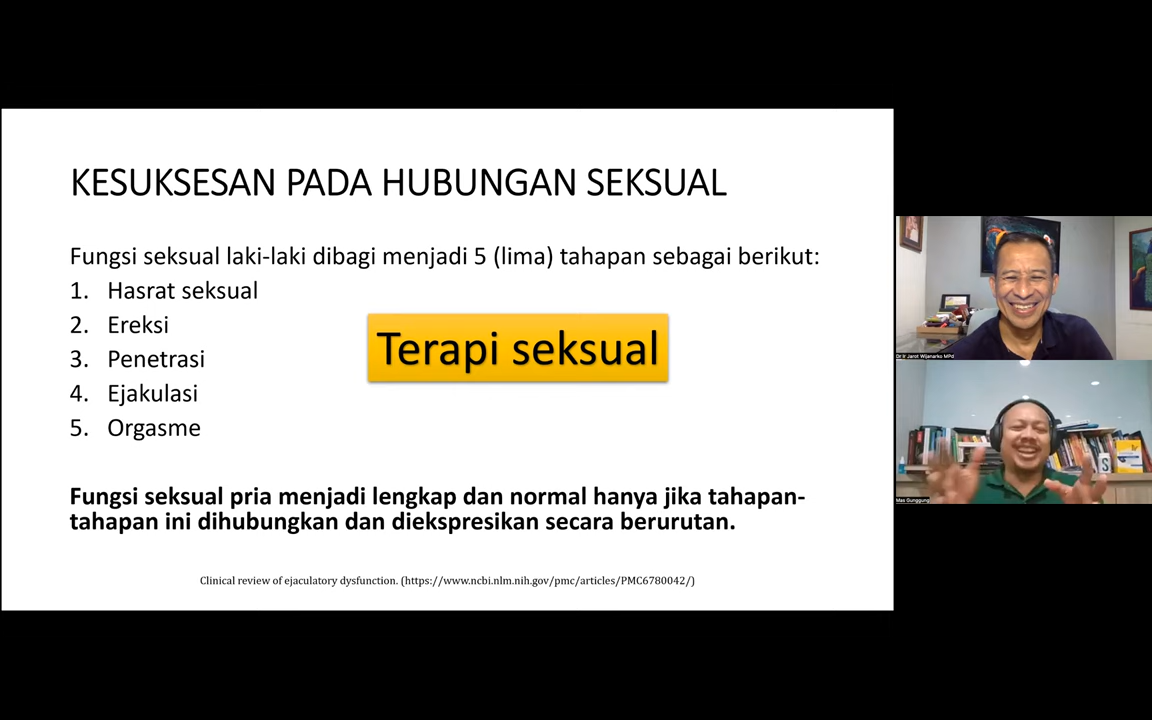 KESUKSESAN PADA HUBUNGAN SEKSUAL
Fungsi seksual laki-laki dibagi menjadi 5 (lima) tahapan sebagai berikut:
1. Hasrat seksual
2. Ereksi
3. Penetrasi
4. Ejakulasi
5. Orgasme
Terapi seksual
Fungsi seksual pria menjadi lengkap dan normal hanya jika tahapan-
tahapan ini dihubungkan dan diekspresikan secara berurutan.
Clinical review of ejaculatory dysfunction. (https://www.ncbi.nlm.nih.gov/pmc/articles/PMC6780042/)
Dr Ir Jarot Wijanarko MPd
Mas Gunggung
S